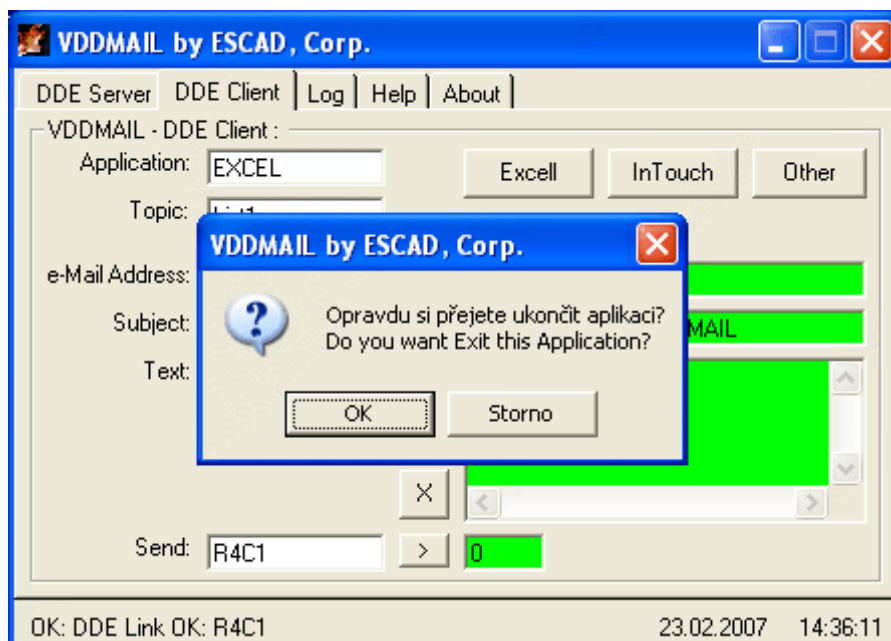 VDDMAIL by ESCAD, Corp.
DDE Server DDE Client Log Help About
VDDMAIL - DDE Client :
Application: EXCEL Excell InTouch Other
Topic:
VDDMAIL by ESCAD, Corp.
e-Mail Address:
Opravdu si přejete ukončit aplikaci?
Subject: MAIL
Do you want Exit this Application?
Text:
OK Storno
X
Send: R4C1 > 0
OK: DDE Link OK: R4C1 23.02.2007 14:36:11